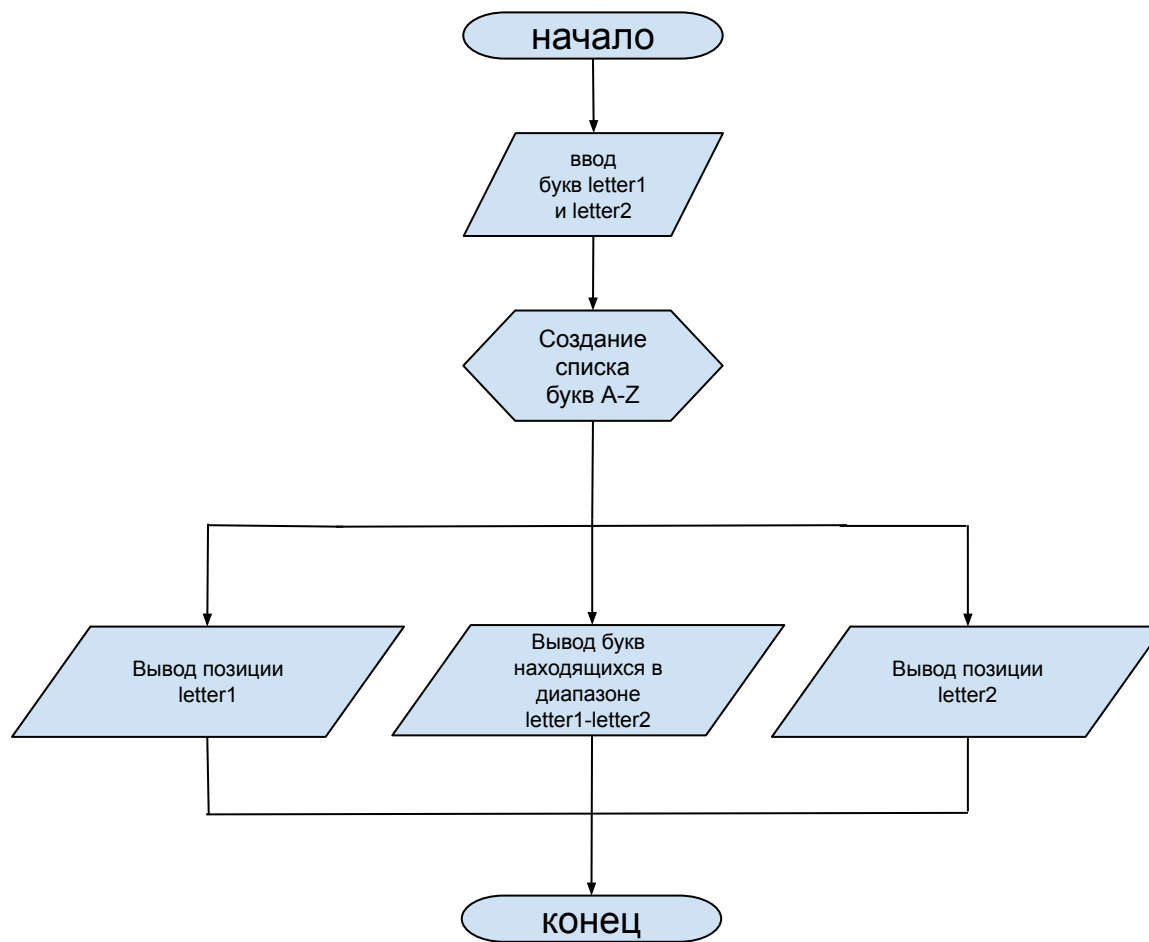 начало
ввод
букв letter1
и letter2
Создание
списка
букв A-Z
Вывод позиции
letter1
Вывод букв
находящихся в
диапазоне
letter1-letter2
Вывод позиции
letter2
конец